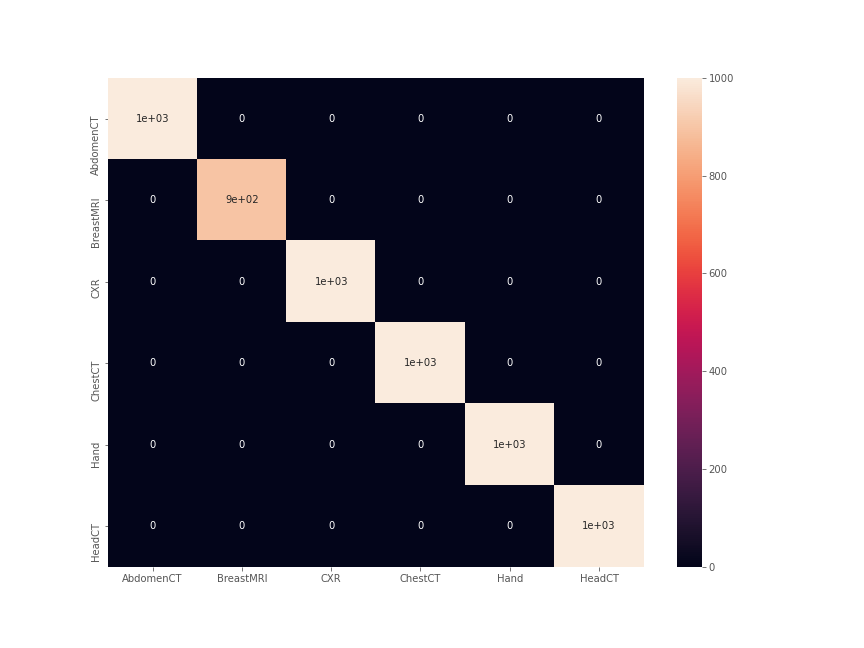 AbdomenCT 1e+03 0 0 0 0 0
BreastMRI 0 9e+02 0 0 0 0
CXR 0 0 1e+03 0 0 0
ChestCT 0 0 0 1e+03 0 0
Hand 0 0 0 0 1e+03 0
HeadCT 0 0 0 0 0 1e+03
AbdomenCT BreastMRI CXR ChestCT Hand HeadCT
1000
800
600
400
200
0